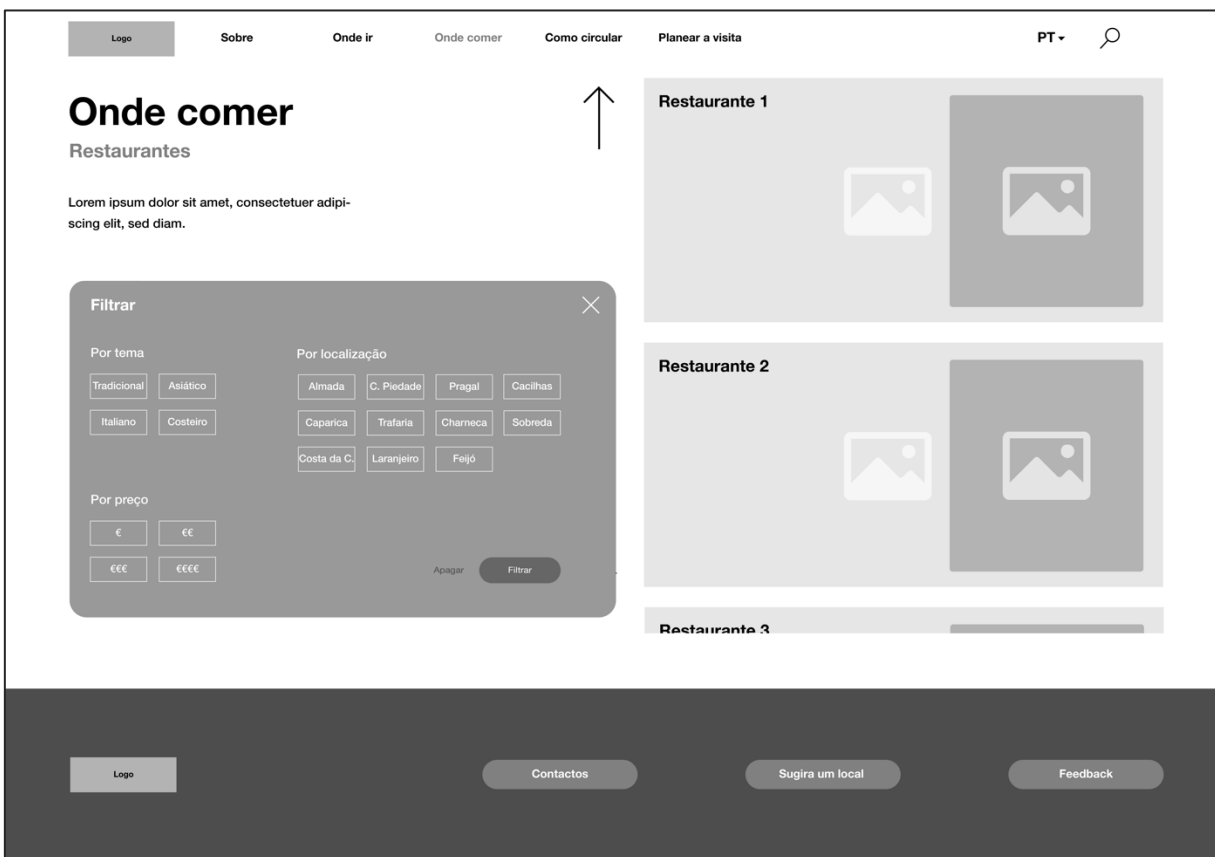 Logo
Sobre
Onde ir
Onde comer
Como circular
Planear a visita
PT
Onde comer
Restaurantes
Lorem ipsum dolor sit amet, consectetuer adipi-
scing elit, sed diam.
Filtrar
Por tema
Tradicional
Asiático
Italiano
Costeiro
Por localização
Almada
C. Piedade
Pragal
Cacilhas
Caparica
Trafaria
Charneca
Sobreda
Costa da C.
Laranjeiro
Feijó
Por preço
€
€€
€€€
€€€€
Apagar
Filtrar
Restaurante 1
Restaurante 2
Restaurante 3
Logo
Contactos
Sugira um local
Feedback